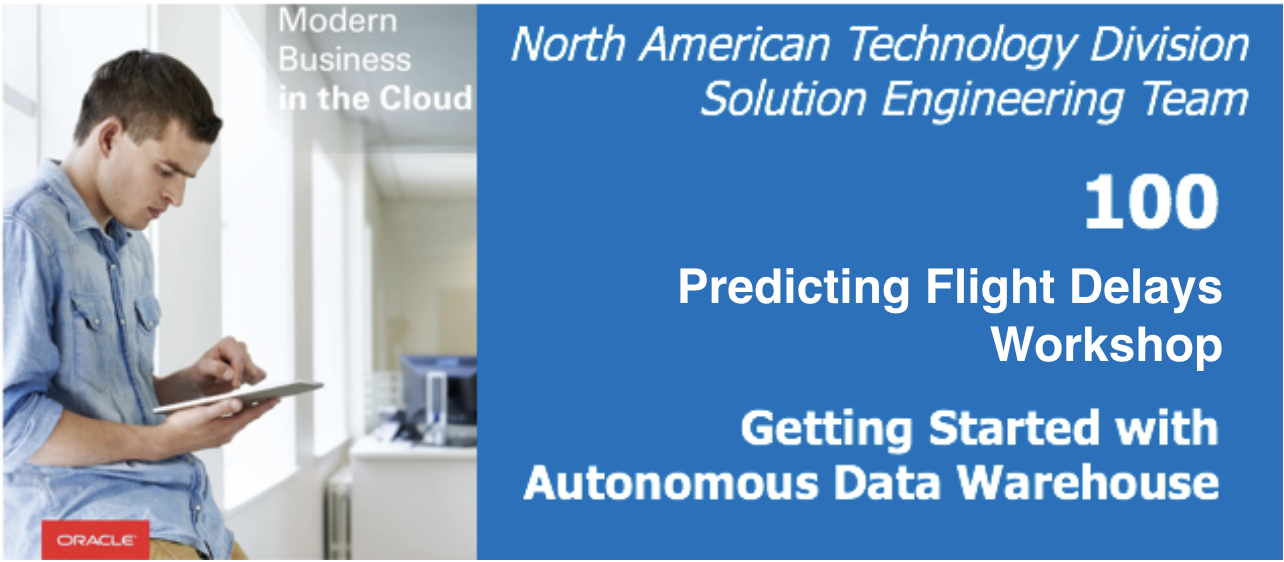 Modern
Business
in the Cloud
North American Technology Division
Solution Engineering Team
100
Predicting Flight Delays
Workshop
Getting Started with
Autonomous Data Warehouse
ORACLE